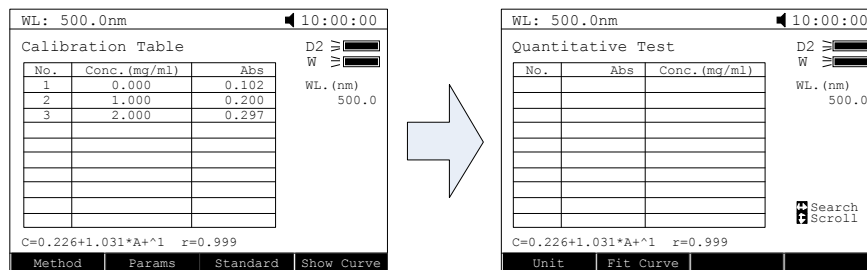 WL: 500.0nm 10:00:00
Calibration Table D2
W
No. Conc.(mg/ml) Abs
WL.(nm)
1 0.000 0.102
500.0
2 1.000 0.200
3 2.000 0.297
C=0.226+1.031*A+^1 r=0.999
Method Params Standard Show Curve
WL: 500.0nm 10:00:00
Quantitative Test D2
W
No. Abs Conc.(mg/ml)
WL.(nm)
500.0
Search
Scroll
C=0.226+1.031*A+^1 r=0.999
Unit Fit Curve